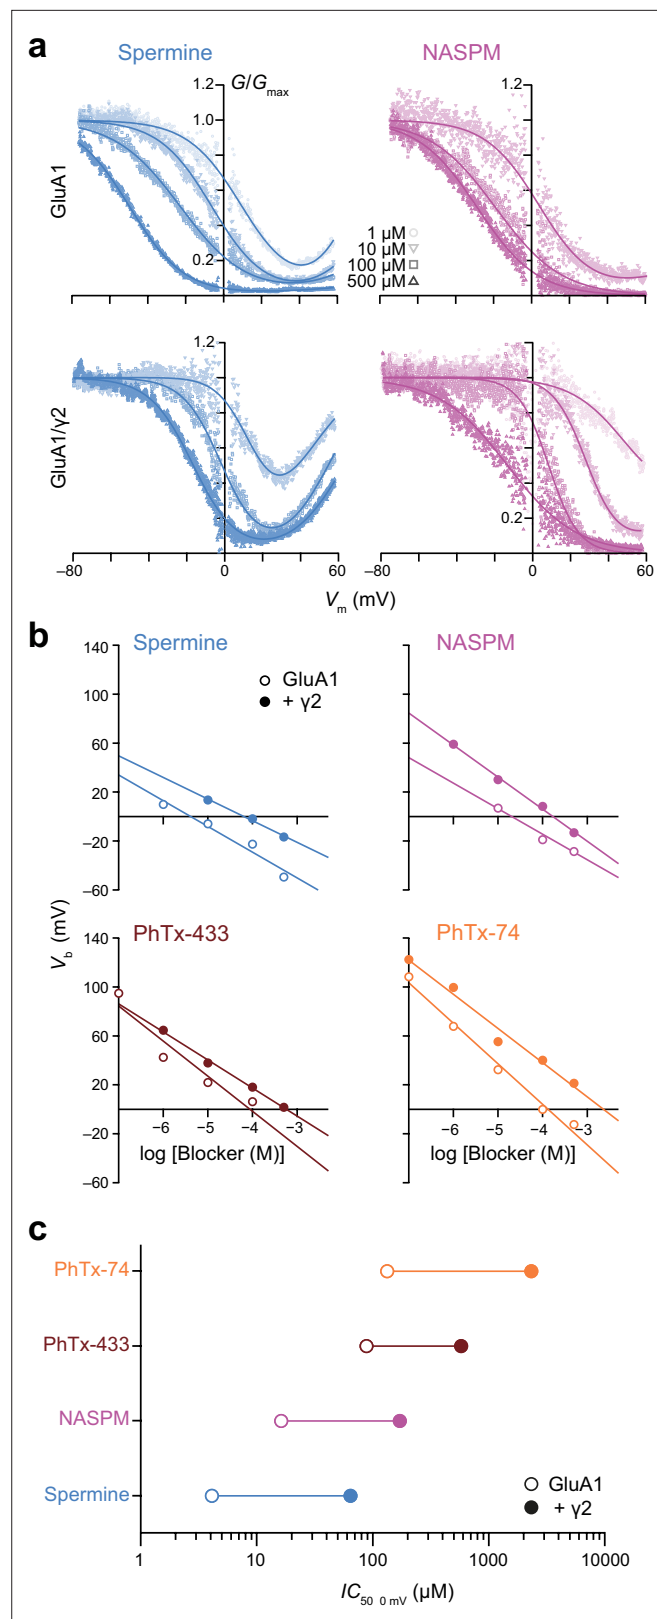 a
Spermine
NASPM
1.2
G/Gmax
1.2
1.0
GluA1
1 µM
10 µM
100 µM
500 µM
0.2
–60
0
60
1.2
1.2
GluA1/γ2
0.2
–80
0
60
–80
0
60
Vm (mV)
b
Spermine
NASPM
140
140
GluA1
+ γ2
100
100
60
60
20
20
–20
–20
–60
–60
Vb (mV)
PhTx-433
PhTx-74
140
140
100
100
60
60
20
20
–6
–5
–4
–3
–6
–5
–4
–3
–20
–20
log [Blocker (M)]
log [Blocker (M)]
–60
–60
c
PhTx-74
PhTx-433
NASPM
Spermine
GluA1
+ γ2
1
10
100
1000
10000
IC50_0 mV (µM)